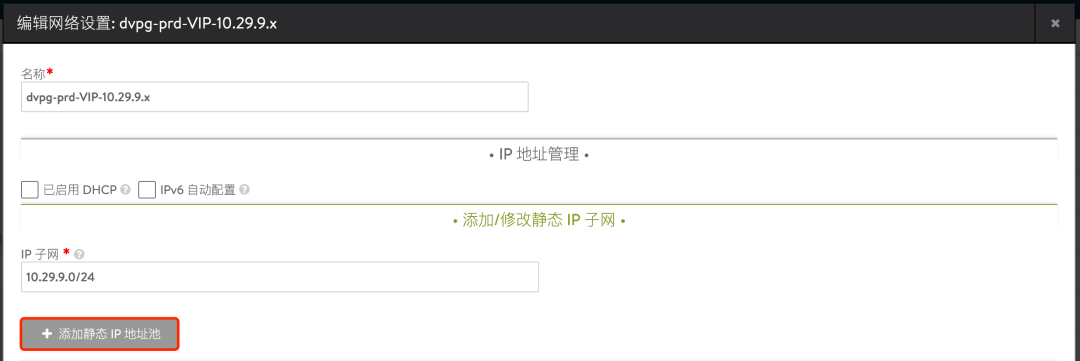 编辑网络设置: dvpg-prd-VIP-10.29.9.x
名称*
dvpg-prd-VIP-10.29.9.x
• IP 地址管理 •
已启用 DHCP ? IPv6 自动配置 ?
• 添加/修改静态 IP 子网 •
IP 子网 * ?
10.29.9.0/24
+ 添加静态 IP 地址池